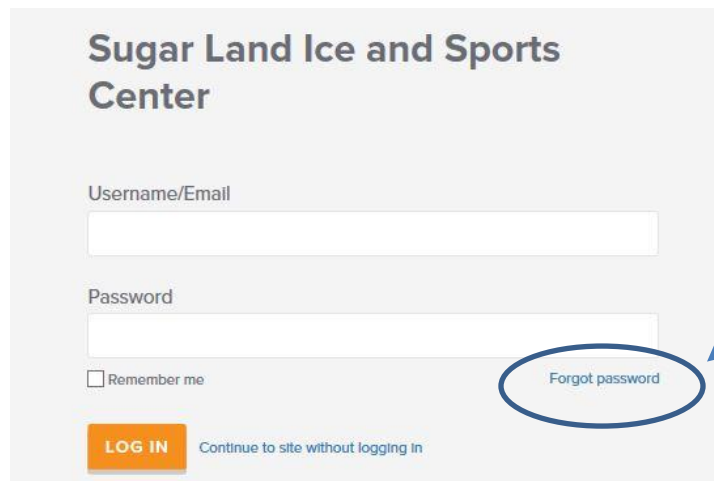 Sugar Land Ice and Sports
Center
Username/Email
Password
Remember me
Forgot password
LOG IN
Continue to site without logging in